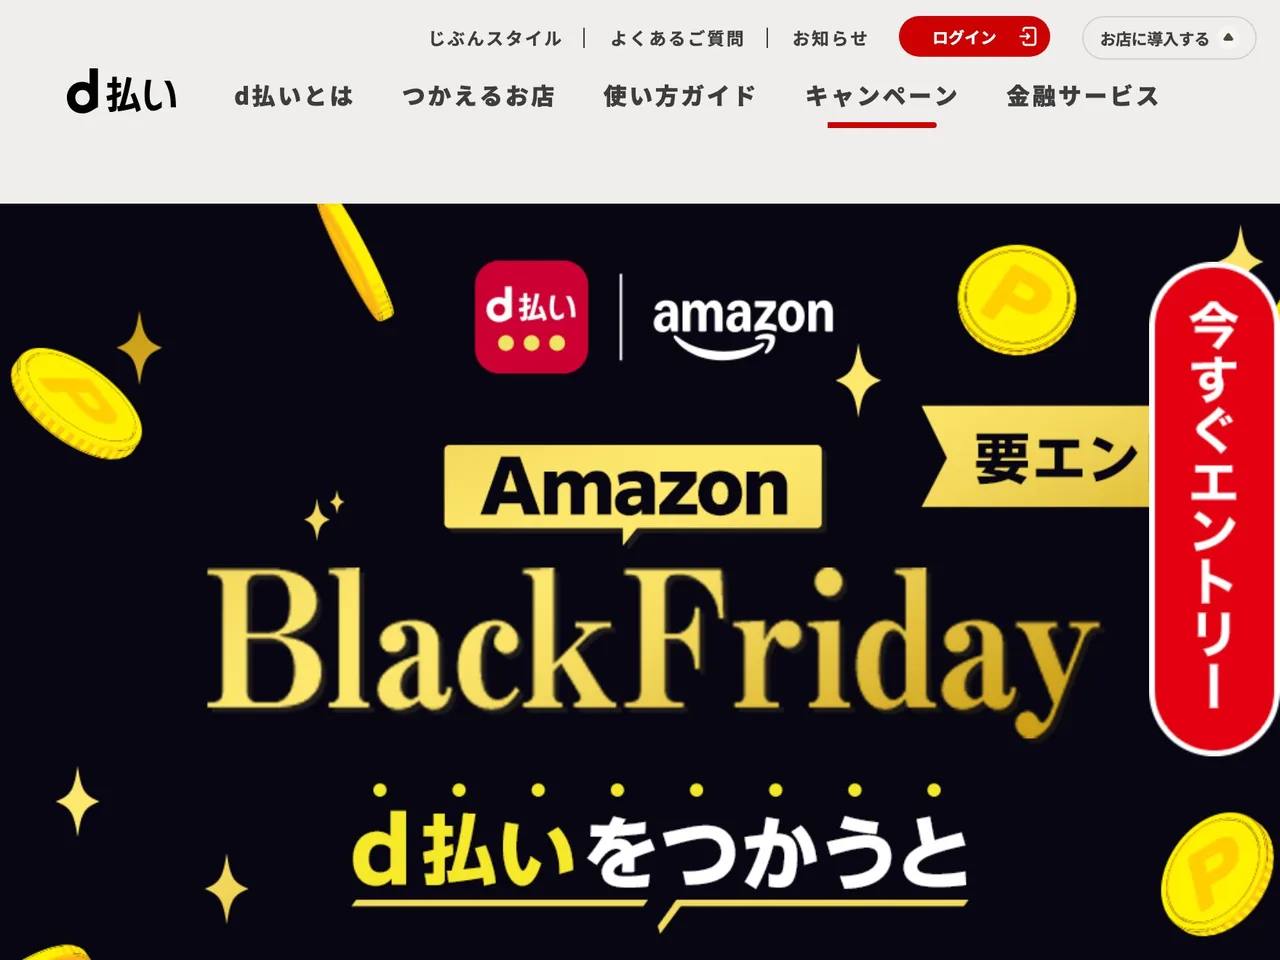 じぶんスタイル
よくあるご質問
お知らせ
ログイン
お店に導入する
d払い
d払いとは
つかえるお店
使い方ガイド
キャンペーン
金融サービス
d払い
amazon
要エン
今すぐエントリー
Amazon
BlackFriday
d払いをつかうと